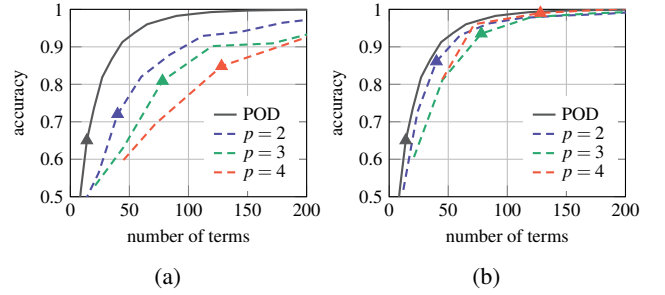 accuracy
1
0.9
0.8
0.7
0.6
0.5
POD
p = 2
p = 3
p = 4
0 50 100 150 200
number of terms
(a)
accuracy
1
0.9
0.8
0.7
0.6
0.5
POD
p = 2
p = 3
p = 4
0 50 100 150 200
number of terms
(b)